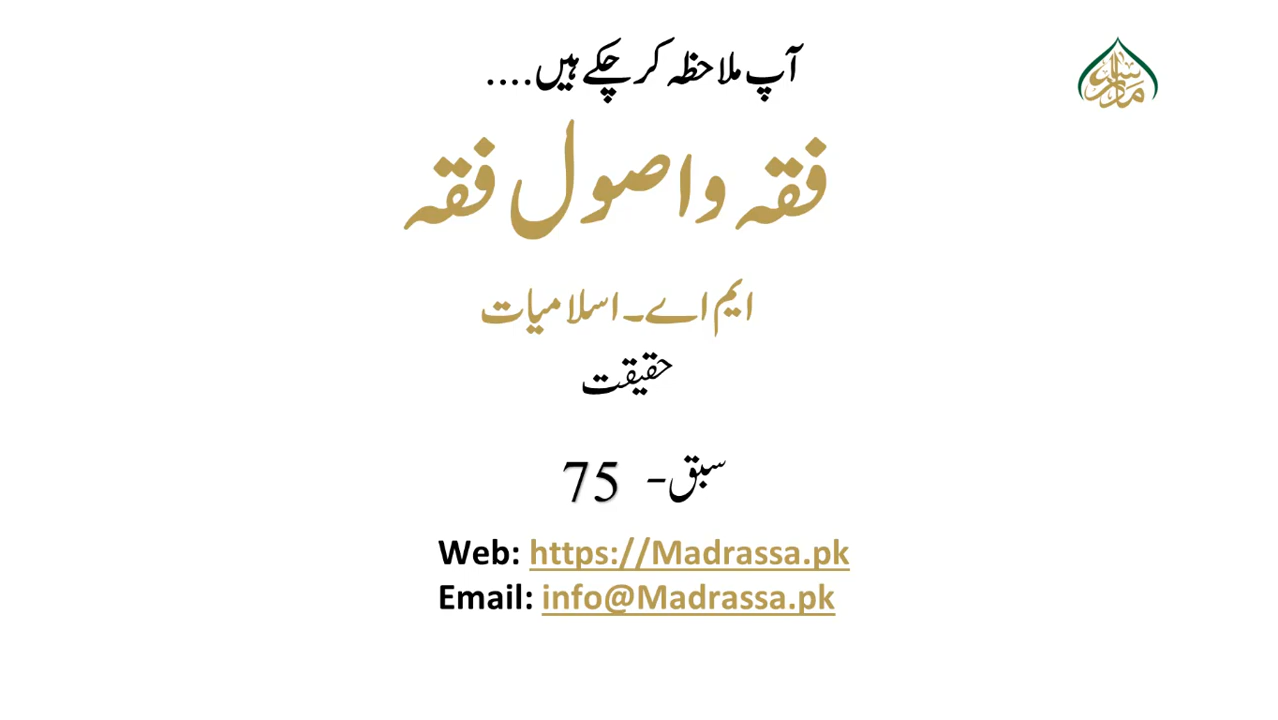 آپ ملاحظہ کر چکے ہیں....
فقہ واصول فقہ
ایم اے۔ اسلامیات
حقیقت
سبق- 75
Web: https://Madrassa.pk
Email: info@Madrassa.pk